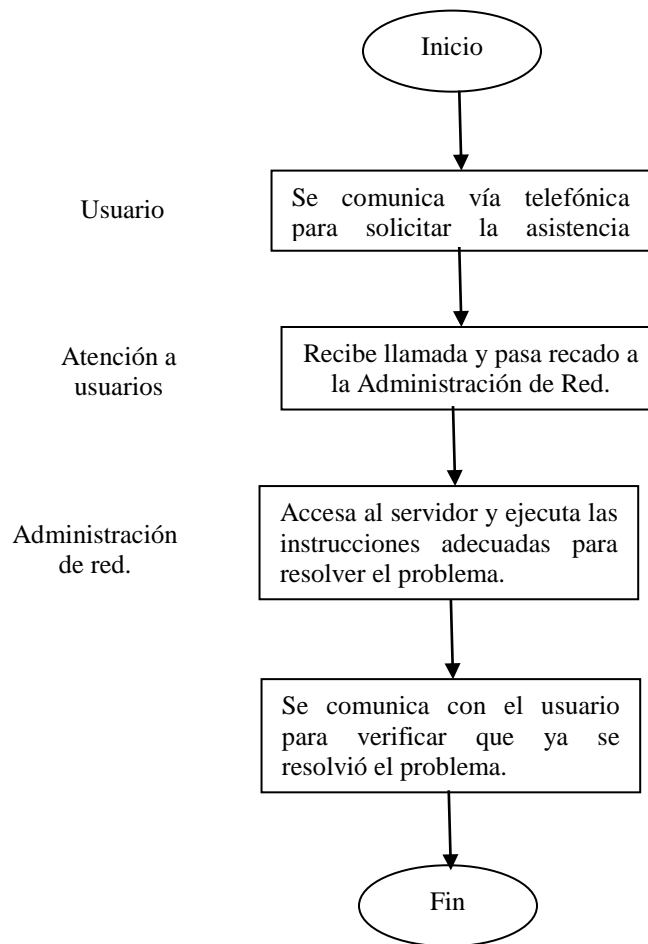 Inicio
Usuario
Se comunica vía telefónica
para solicitar la asistencia
Atención a
usuarios
Recibe llamada y pasa recado a
la Administración de Red.
Administración
de red.
Accesa al servidor y ejecuta las
instrucciones adecuadas para
resolver el problema.
Se comunica con el usuario
para verificar que ya se
resolvió el problema.
Fin